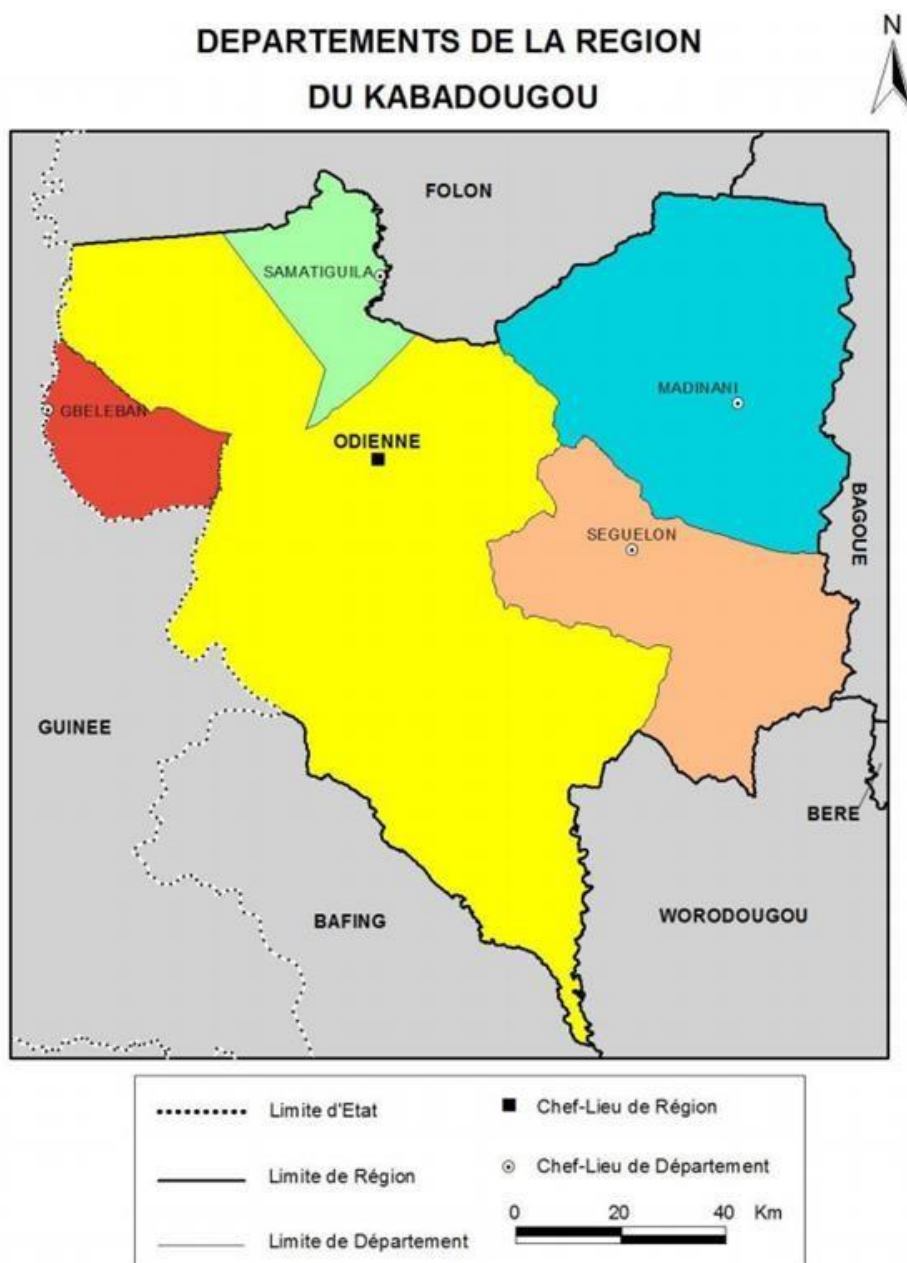 DEPARTEMENTS DE LA REGION
DU KABADOUGOU
N
FOLON
SAMATIGUILA
MADINANI
GBELEBAN
ODIENNE
BAGOUE
SEGUELON
GUINEE
BERE
BAFING
WORODOUGOU
Limite d'Etat
Chef-Lieu de Région
Limite de Région
Chef-Lieu de Département
0 20 40 Km
Limite de Département